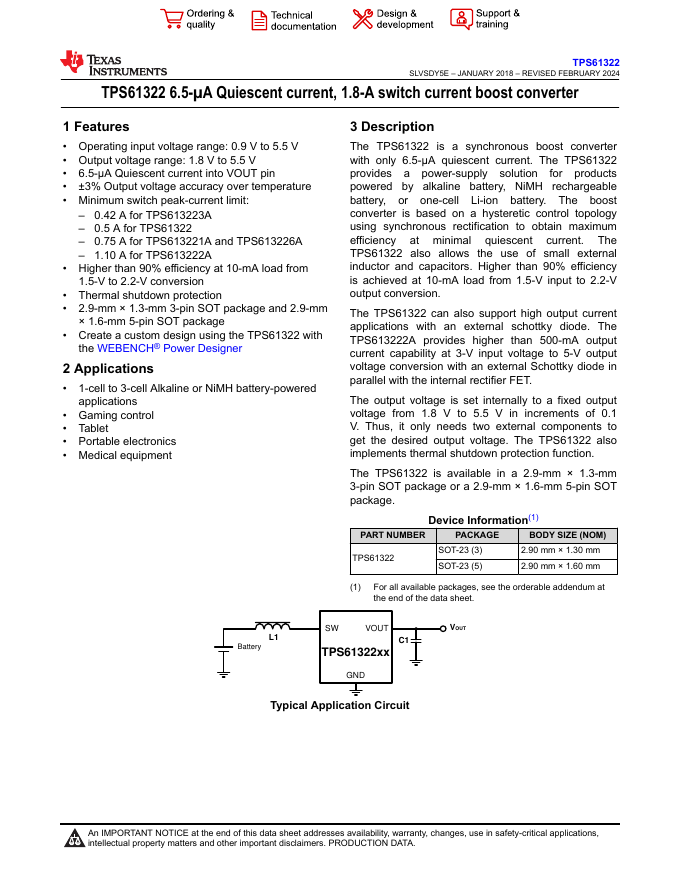 Ordering & quality
Technical documentation
Design & development
Support & training
TEXAS INSTRUMENTS
TPS61322
SLVSDY5E – JANUARY 2018 – REVISED FEBRUARY 2024
TPS61322 6.5-µA Quiescent current, 1.8-A switch current boost converter
1 Features
• Operating input voltage range: 0.9 V to 5.5 V
• Output voltage range: 1.8 V to 5.5 V
• 6.5-µA Quiescent current into VOUT pin
• ±3% Output voltage accuracy over temperature
• Minimum switch peak-current limit:
– 0.42 A for TPS613223A
– 0.5 A for TPS61322
– 0.75 A for TPS613221A and TPS613226A
– 1.10 A for TPS613222A
• Higher than 90% efficiency at 10-mA load from
1.5-V to 2.2-V conversion
• Thermal shutdown protection
• 2.9-mm × 1.3-mm 3-pin SOT package and 2.9-mm
× 1.6-mm 5-pin SOT package
• Create a custom design using the TPS61322 with
the WEBENCH® Power Designer
2 Applications
• 1-cell to 3-cell Alkaline or NiMH battery-powered
applications
• Gaming control
• Tablet
• Portable electronics
• Medical equipment
3 Description
The TPS61322 is a synchronous boost converter
with only 6.5-µA quiescent current. The TPS61322
provides a power-supply solution for products
powered by alkaline battery, NiMH rechargeable
battery, or one-cell Li-ion battery. The boost
converter is based on a hysteretic control topology
using synchronous rectification to obtain maximum
efficiency at minimal quiescent current. The
TPS61322 also allows the use of small external
inductor and capacitors. Higher than 90% efficiency
is achieved at 10-mA load from 1.5-V input to 2.2-V
output conversion.
The TPS61322 can also support high output current
applications with an external schottky diode. The
TPS613222A provides higher than 500-mA output
current capability at 3-V input voltage to 5-V output
voltage conversion with an external Schottky diode in
parallel with the internal rectifier FET.
The output voltage is set internally to a fixed output
voltage from 1.8 V to 5.5 V in increments of 0.1
V. Thus, it only needs two external components to
get the desired output voltage. The TPS61322 also
implements thermal shutdown protection function.
The TPS61322 is available in a 2.9-mm × 1.3-mm
3-pin SOT package or a 2.9-mm × 1.6-mm 5-pin SOT
package.
Device Information(1)
PART NUMBER PACKAGE BODY SIZE (NOM)
TPS61322 SOT-23 (3) 2.90 mm × 1.30 mm
SOT-23 (5) 2.90 mm × 1.60 mm
(1) For all available packages, see the orderable addendum at
the end of the data sheet.
L1
Battery
SW VOUT
TPS61322xx
GND
C1
VOUT
Typical Application Circuit
An IMPORTANT NOTICE at the end of this data sheet addresses availability, warranty, changes, use in safety-critical applications,
intellectual property matters and other important disclaimers. PRODUCTION DATA.